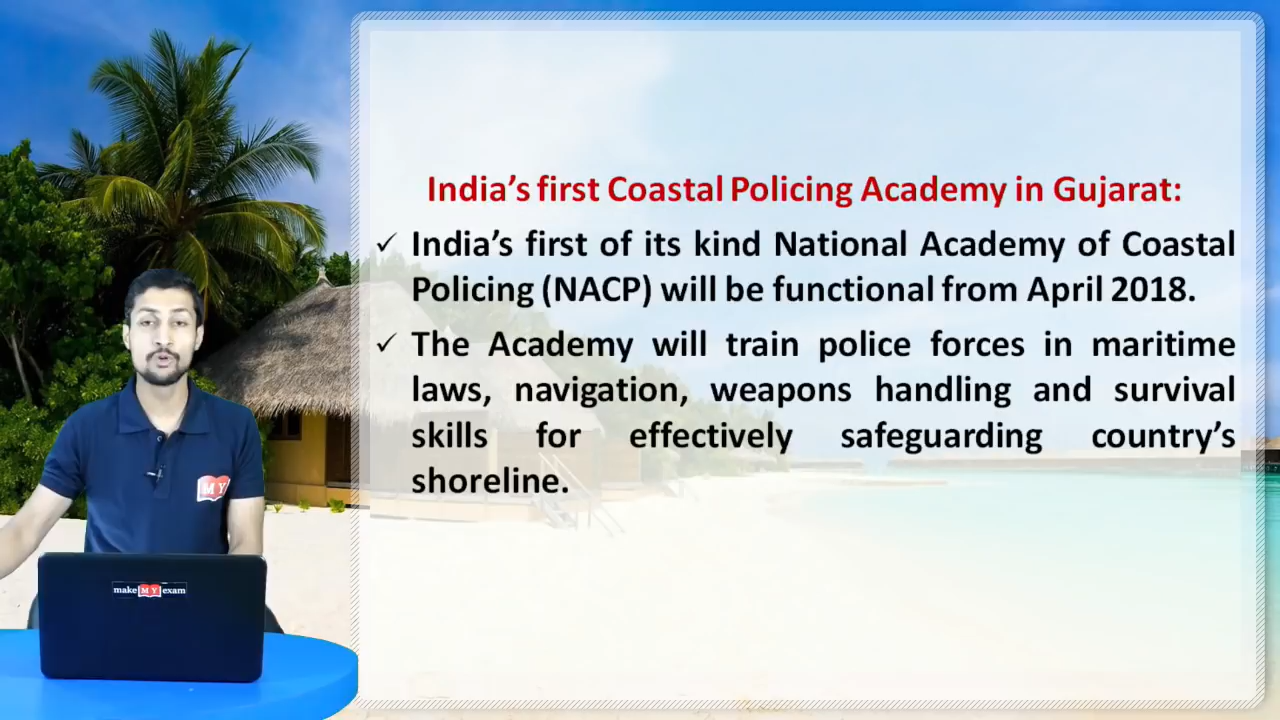 India's first Coastal Policing Academy in Gujarat:
✓ India's first of its kind National Academy of Coastal
Policing (NACP) will be functional from April 2018.
✓ The Academy will train police forces in maritime
laws, navigation, weapons handling and survival
skills for effectively safeguarding country's
shoreline.
MY
make MY exam